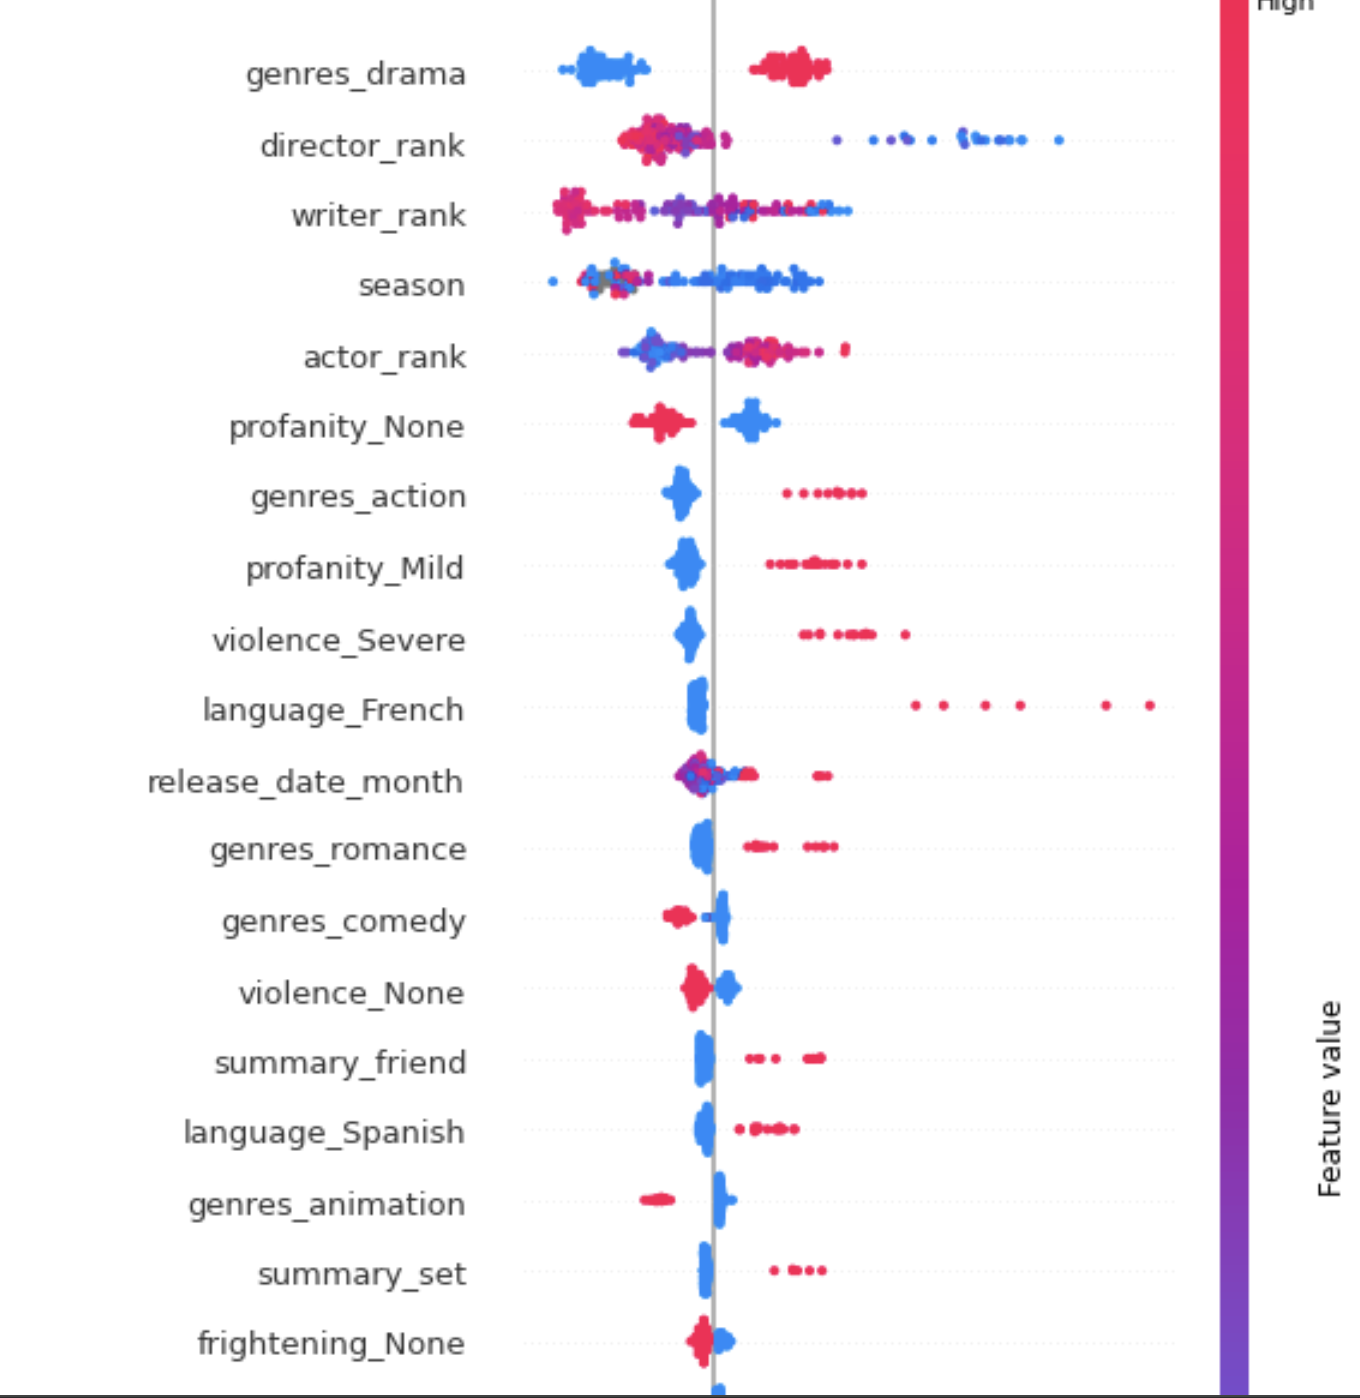 High
genres_drama
director_rank
writer_rank
season
actor_rank
profanity_None
genres_action
profanity_Mild
violence_Severe
language_French
release_date_month
genres_romance
genres_comedy
violence_None
summary_friend
language_Spanish
genres_animation
summary_set
frightening_None
Feature value